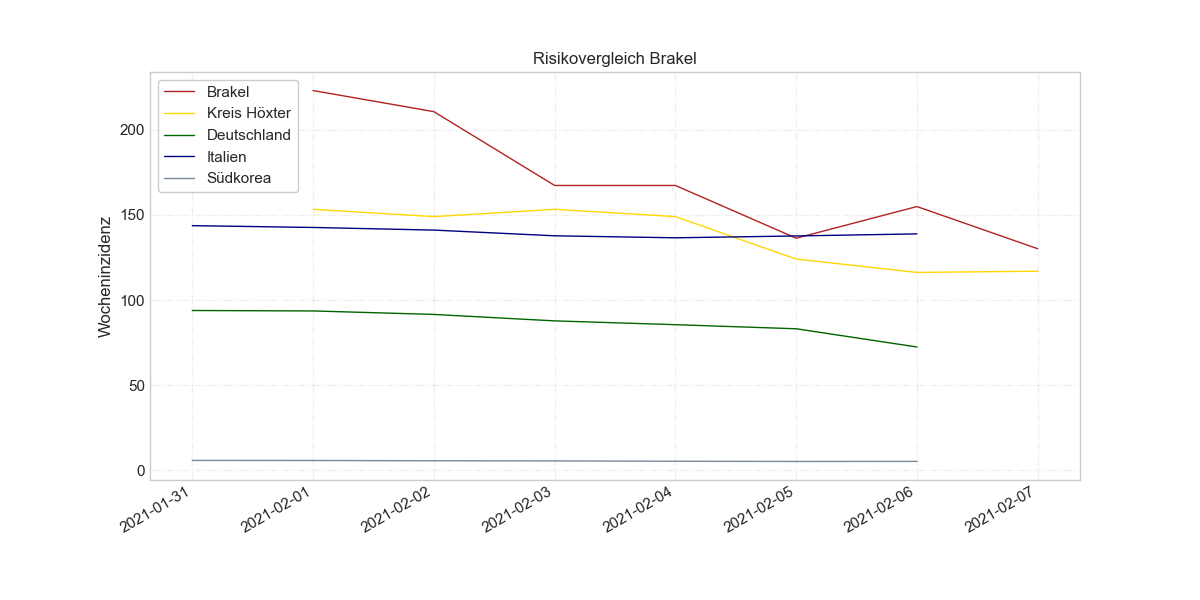 Risikovergleich Brakel
Brakel
Kreis Höxter
Deutschland
Italien
Südkorea
Wocheninzidenz
200
150
100
50
0
2021-01-31
2021-02-01
2021-02-02
2021-02-03
2021-02-04
2021-02-05
2021-02-06
2021-02-07